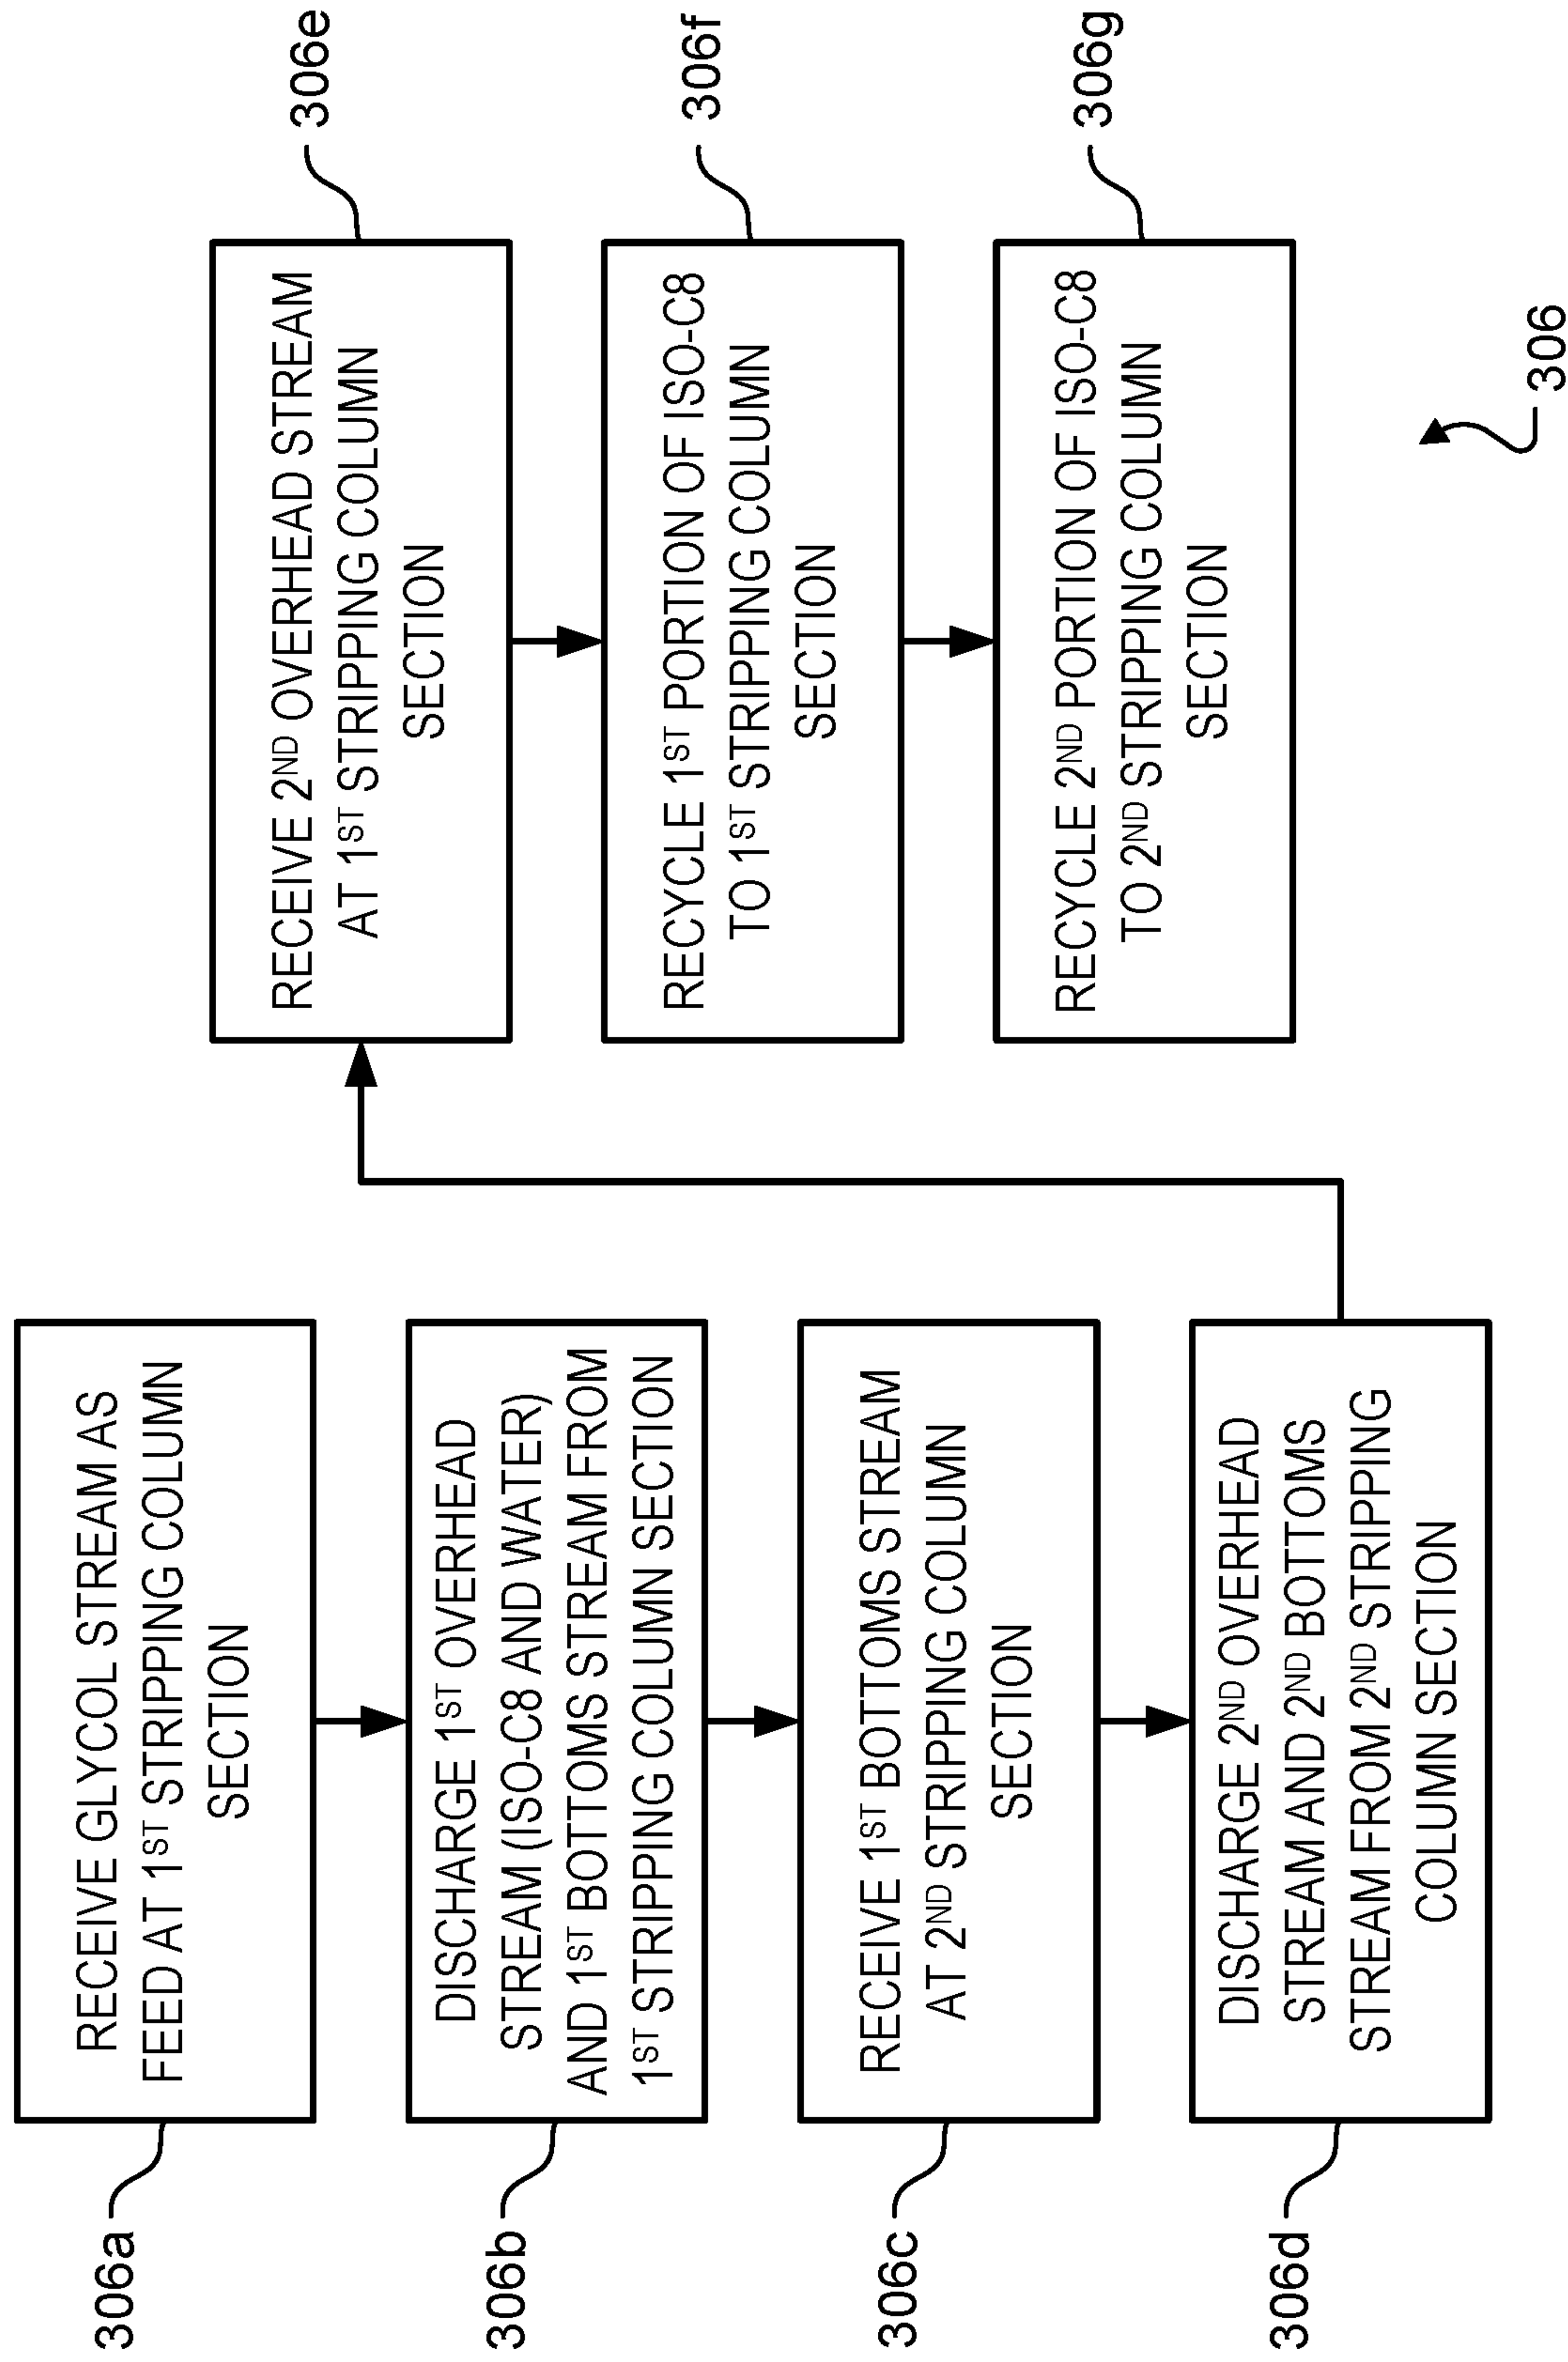 306a
RECEIVE GLYCOL STREAM AS
FEED AT 1ST STRIPPING COLUMN
SECTION
306b
DISCHARGE 1ST OVERHEAD
STREAM (ISO-C8 AND WATER)
AND 1ST BOTTOMS STREAM FROM
1ST STRIPPING COLUMN SECTION
306c
RECEIVE 1ST BOTTOMS STREAM
AT 2ND STRIPPING COLUMN
SECTION
306d
DISCHARGE 2ND OVERHEAD
STREAM AND 2ND BOTTOMS
STREAM FROM 2ND STRIPPING
COLUMN SECTION
306e
RECEIVE 2ND OVERHEAD STREAM
AT 1ST STRIPPING COLUMN
SECTION
306f
RECYCLE 1ST PORTION OF ISO-C8
TO 1ST STRIPPING COLUMN
SECTION
306g
RECYCLE 2ND PORTION OF ISO-C8
TO 2ND STRIPPING COLUMN
SECTION
306